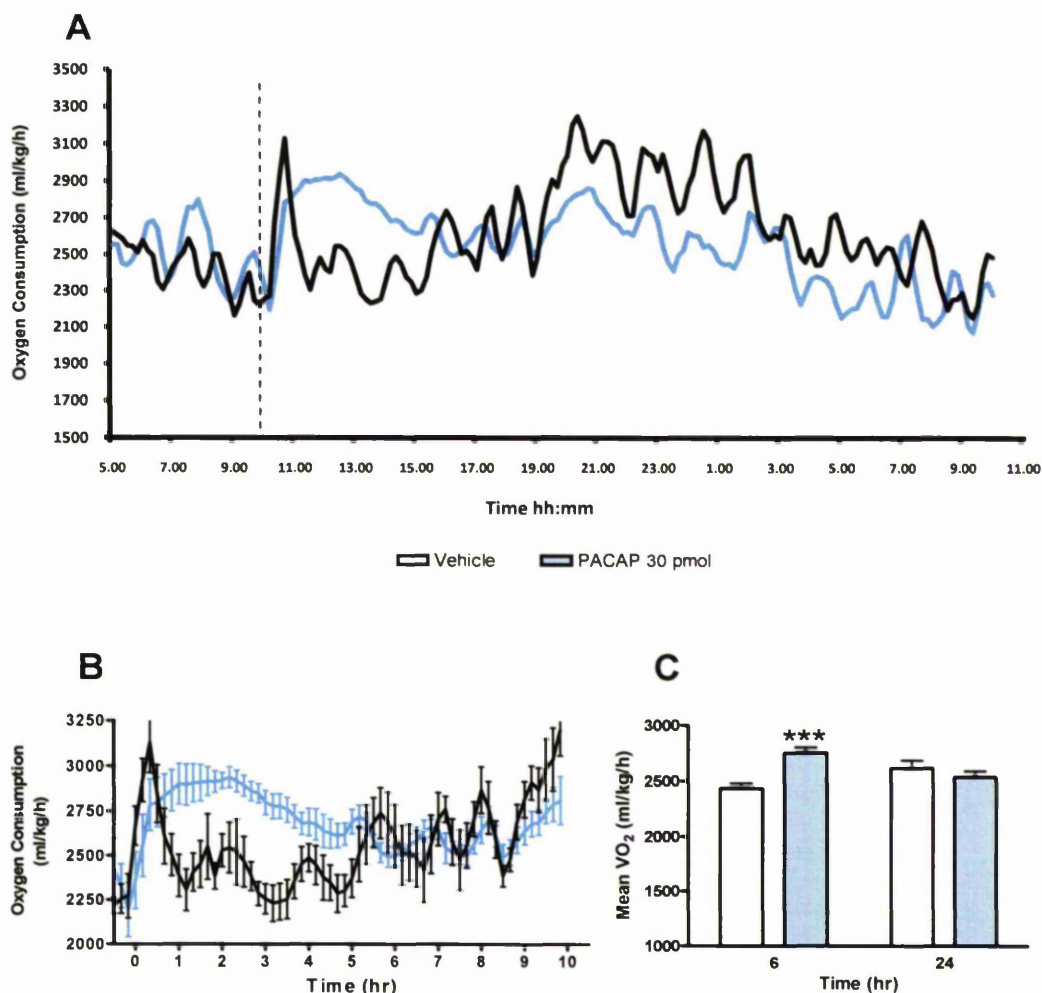 A
Oxygen Consumption (ml/kg/h)
3500
3300
3100
2900
2700
2500
2300
2100
1900
1700
1500
5.00 7.00 9.00 11.00 13.00 15.00 17.00 19.00 21.00 23.00 1.00 3.00 5.00 7.00 9.00 11.00
Time hh:mm
Vehicle PACAP 30 pmol
B
Oxygen Consumption
(ml/kg/h)
3250
3000
2750
2500
2250
2000
0 1 2 3 4 5 6 7 8 9 10
Time (hr)
C
Mean VO2 (ml/kg/h)
3000
2500
2000
1500
1000
***
6 24
Time (hr)